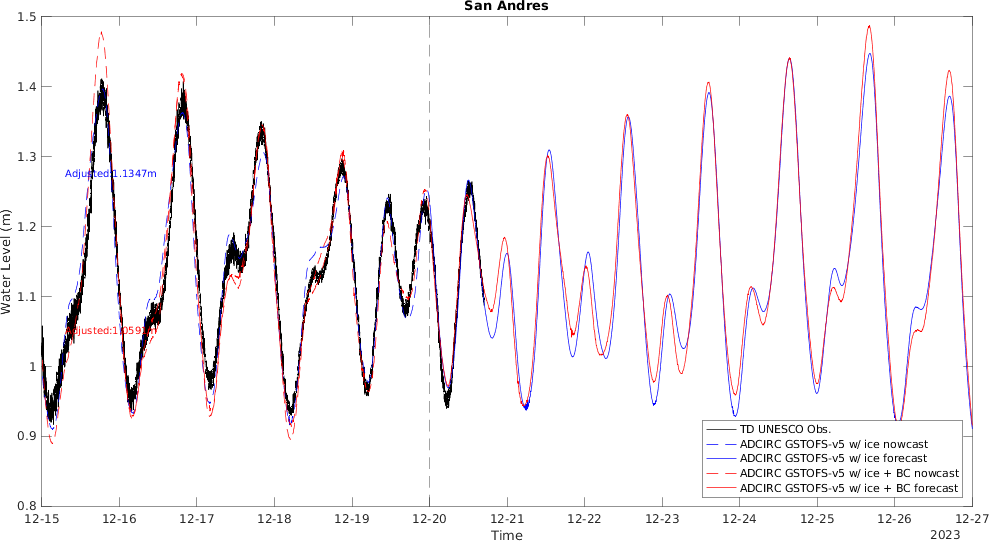 San Andres
1.5
1.4
1.3
1.2
1.1
1
0.9
0.8
Water Level (m)
Adjusted:1.1347m
TD UNESCO Obs.
ADCIRC GSTOFS-v5 w/ ice nowcast
ADCIRC GSTOFS-v5 w/ ice forecast
ADCIRC GSTOFS-v5 w/ ice + BC nowcast
ADCIRC GSTOFS-v5 w/ ice + BC forecast
12-15 12-16 12-17 12-18 12-19 12-20 12-21 12-22 12-23 12-24 12-25 12-26 12-27
Time
2023